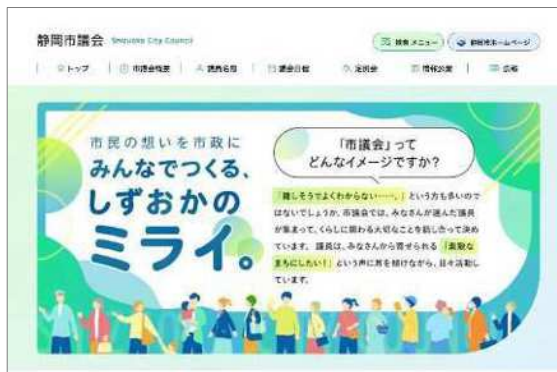 静岡市議会 Shizuoka City Council
検索メニュー
静岡市ホームページ
トップ
市議会概要
議員名簿
議会日程
定例会
情報公開
広報
市民の想いを市政に
みんなでつくる、
しずおかの
ミライ。
「市議会」って
どんなイメージですか？
「難しそうでよくわからない……。」という方も多いので
はないでしょうか。市議会では、みなさんが選んだ議員
が集まって、くらしに関わる大切なことを話し合って決め
ています。議員は、みなさんから寄せられる「素敵な
まちにしたい！」という声に耳を傾けながら、日々活動し
ています。